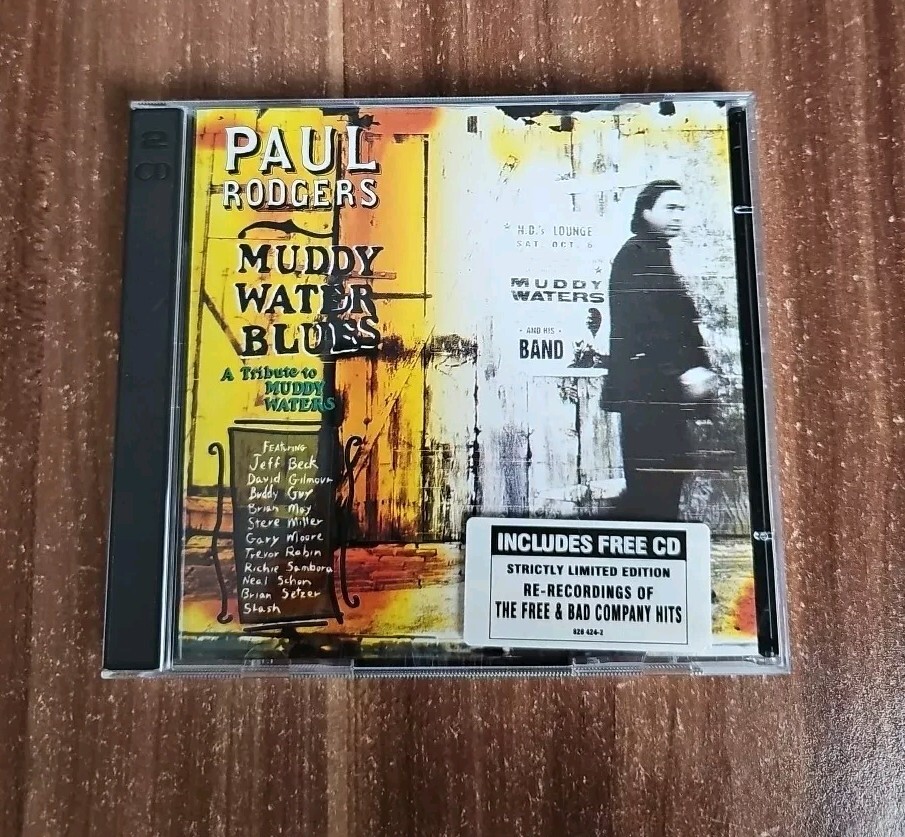 PAUL
RODGERS
MUDDY
WATER
BLUES
A Tribute to
MUDDY
WATERS
Featuring
Jeff Beck
David Gilmour
Buddy Guy
Brian May
Steve Miller
Gary Moore
Trevor Rabin
Richie Sambora
Neal Schon
Brian Setzer
Slash
* H.D.'s LOUNGE
SAT. OCT. 6
MUDDY
WATERS
- AND HIS -
BAND
INCLUDES FREE CD
STRICTLY LIMITED EDITION
RE-RECORDINGS OF
THE FREE & BAD COMPANY HITS
828 424-2